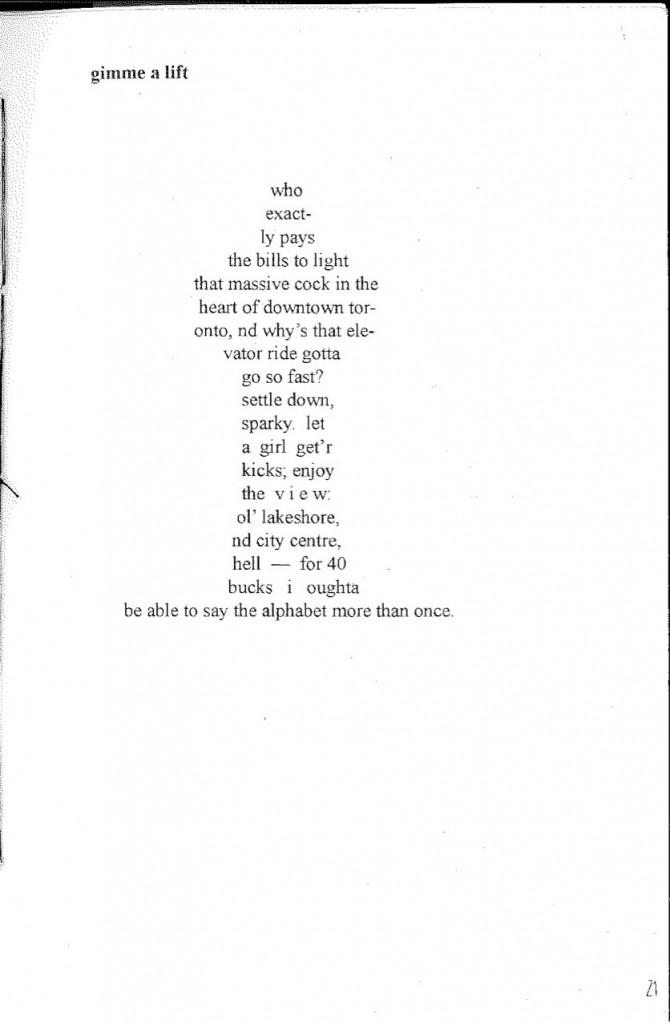 gimme a lift
who
exact-
ly pays
the bills to light
that massive cock in the
heart of downtown tor-
onto, nd why's that ele-
vator ride gotta
go so fast?
settle down,
sparky.  let
a  girl  get'r
kicks; enjoy
the  v i e w:
ol' lakeshore,
nd city centre,
hell  —  for 40
bucks  i  oughta
be able to say the alphabet more than once.
21